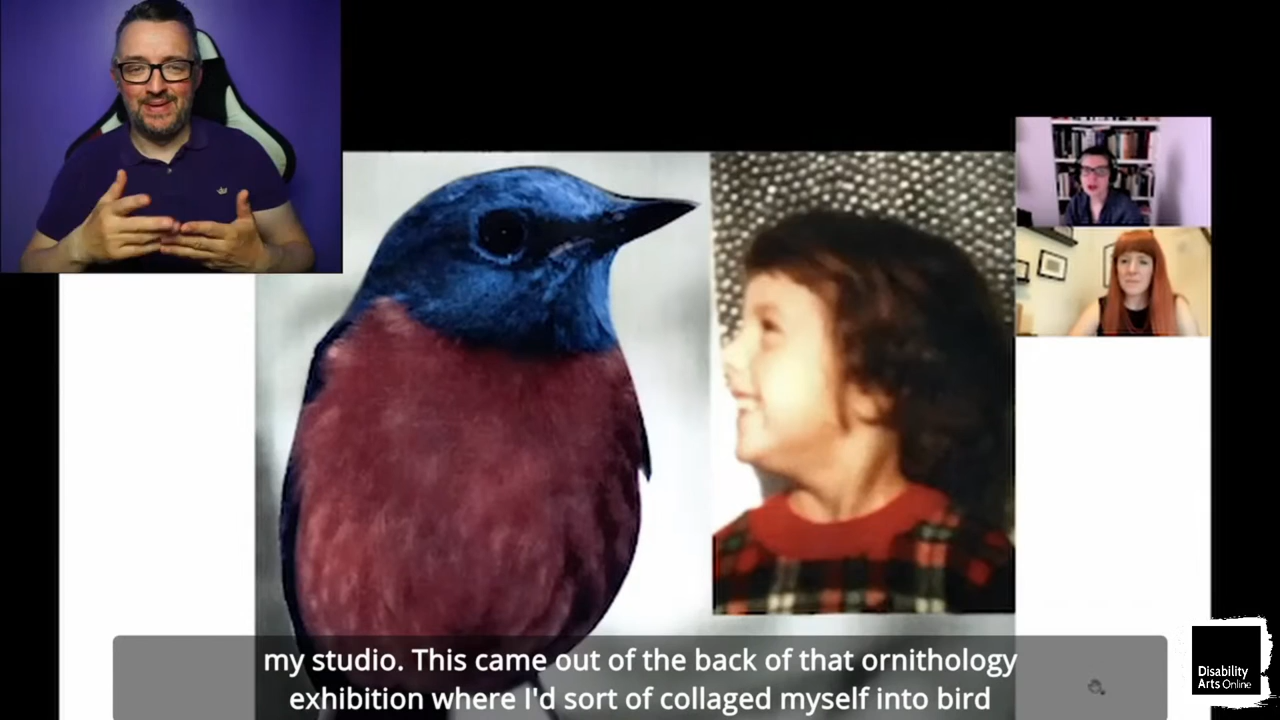 my studio. This came out of the back of that ornithology
exhibition where I'd sort of collaged myself into bird
Disability
Arts Online